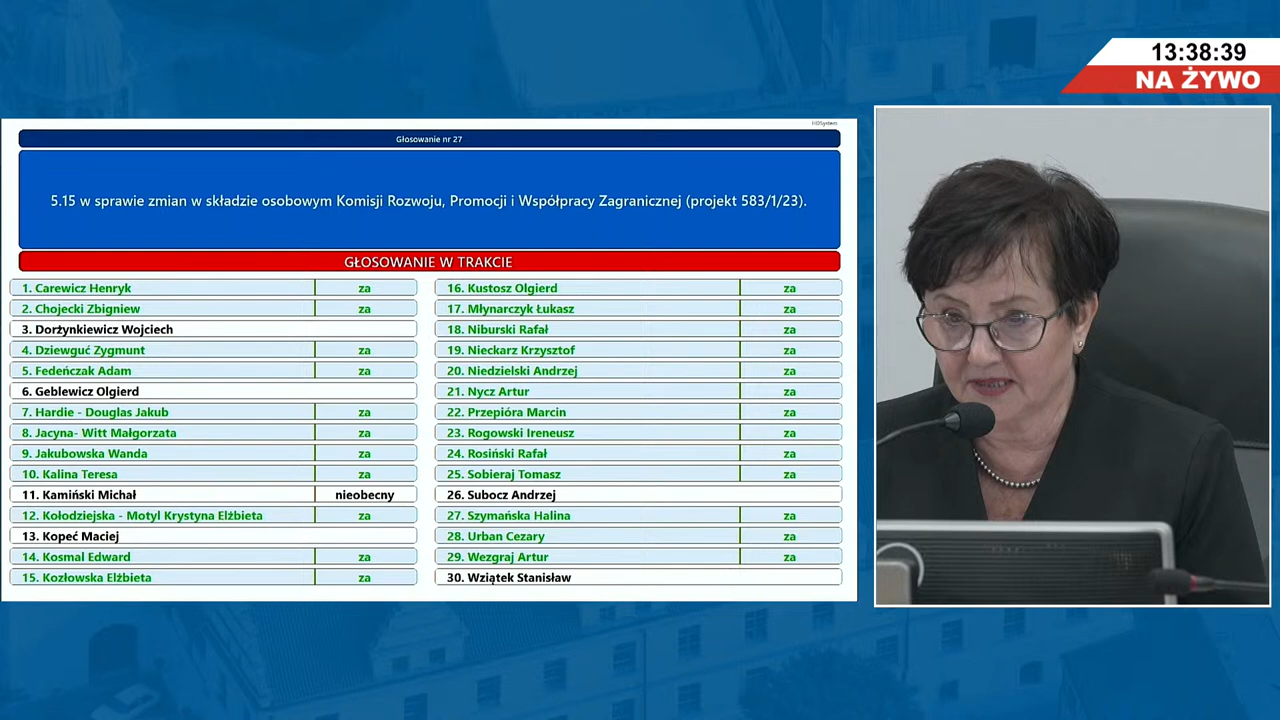 13:38:39
NA ŻYWO
Głosowanie nr 27
5.15 w sprawie zmian w składzie osobowym Komisji Rozwoju, Promocji i Współpracy Zagranicznej (projekt 583/1/23).
GŁOSOWANIE W TRAKCIE
1. Carewicz Henryk za
2. Chojecki Zbigniew za
3. Dorżynkiewicz Wojciech
4. Dziewguć Zygmunt za
5. Fedeńczak Adam za
6. Geblewicz Olgierd
7. Hardie - Douglas Jakub za
8. Jacyna- Witt Małgorzata za
9. Jakubowska Wanda za
10. Kalina Teresa za
11. Kamiński Michał nieobecny
12. Kołodziejska - Motyl Krystyna Elżbieta za
13. Kopeć Maciej
14. Kosmal Edward za
15. Kozłowska Elżbieta za
16. Kustosz Olgierd za
17. Młynarczyk Łukasz za
18. Niburski Rafał za
19. Nieckarz Krzysztof za
20. Niedzielski Andrzej za
21. Nycz Artur za
22. Przepióra Marcin za
23. Rogowski Ireneusz za
24. Rosiński Rafał za
25. Sobieraj Tomasz za
26. Subocz Andrzej
27. Szymańska Halina za
28. Urban Cezary za
29. Wezgraj Artur za
30. Wziątek Stanisław